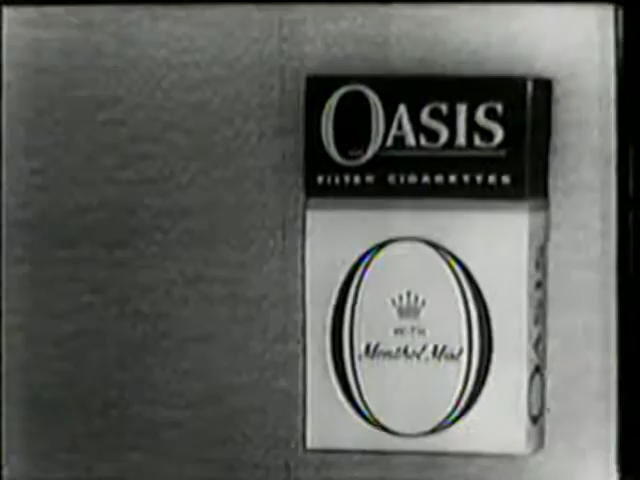 OASIS
FILTER CIGARETTES
WITH
Menthol Mist
OASIS